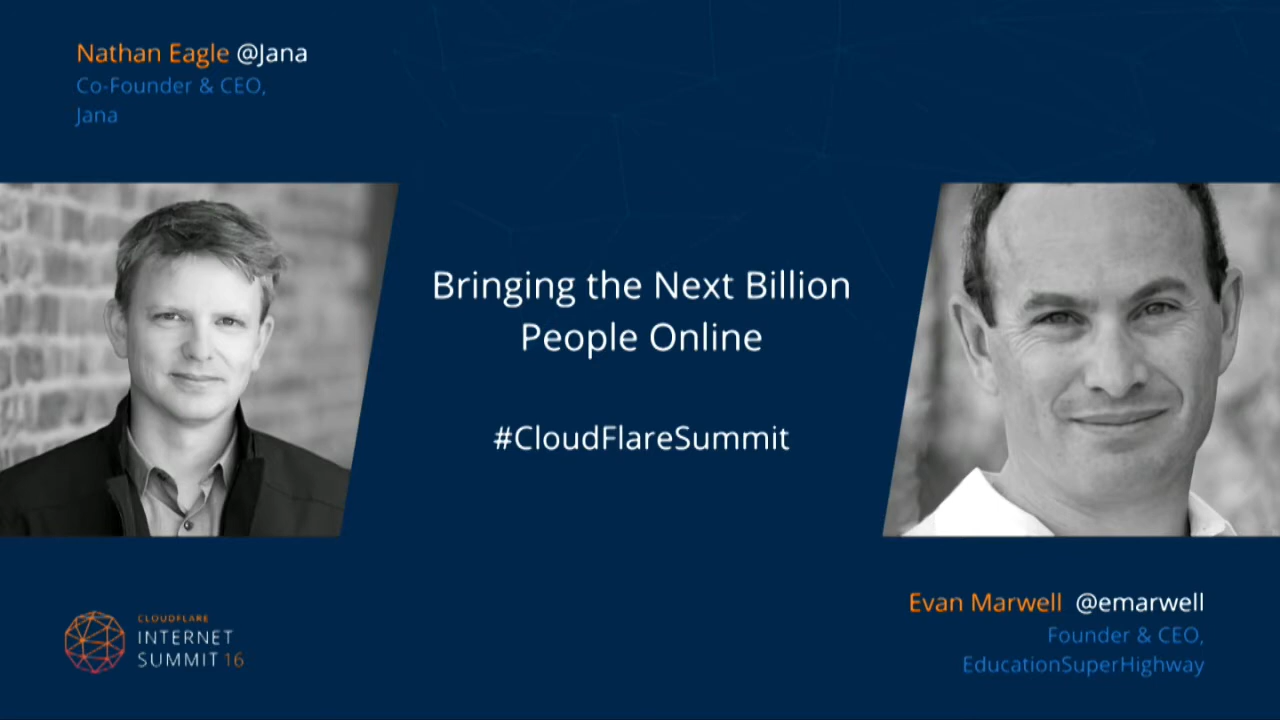 Nathan Eagle @Jana
Co-Founder & CEO,
Jana
Bringing the Next Billion
People Online
#CloudFlareSummit
Evan Marwell @emarwell
Founder & CEO,
EducationSuperHighway
CLOUDFLARE
INTERNET
SUMMIT 16